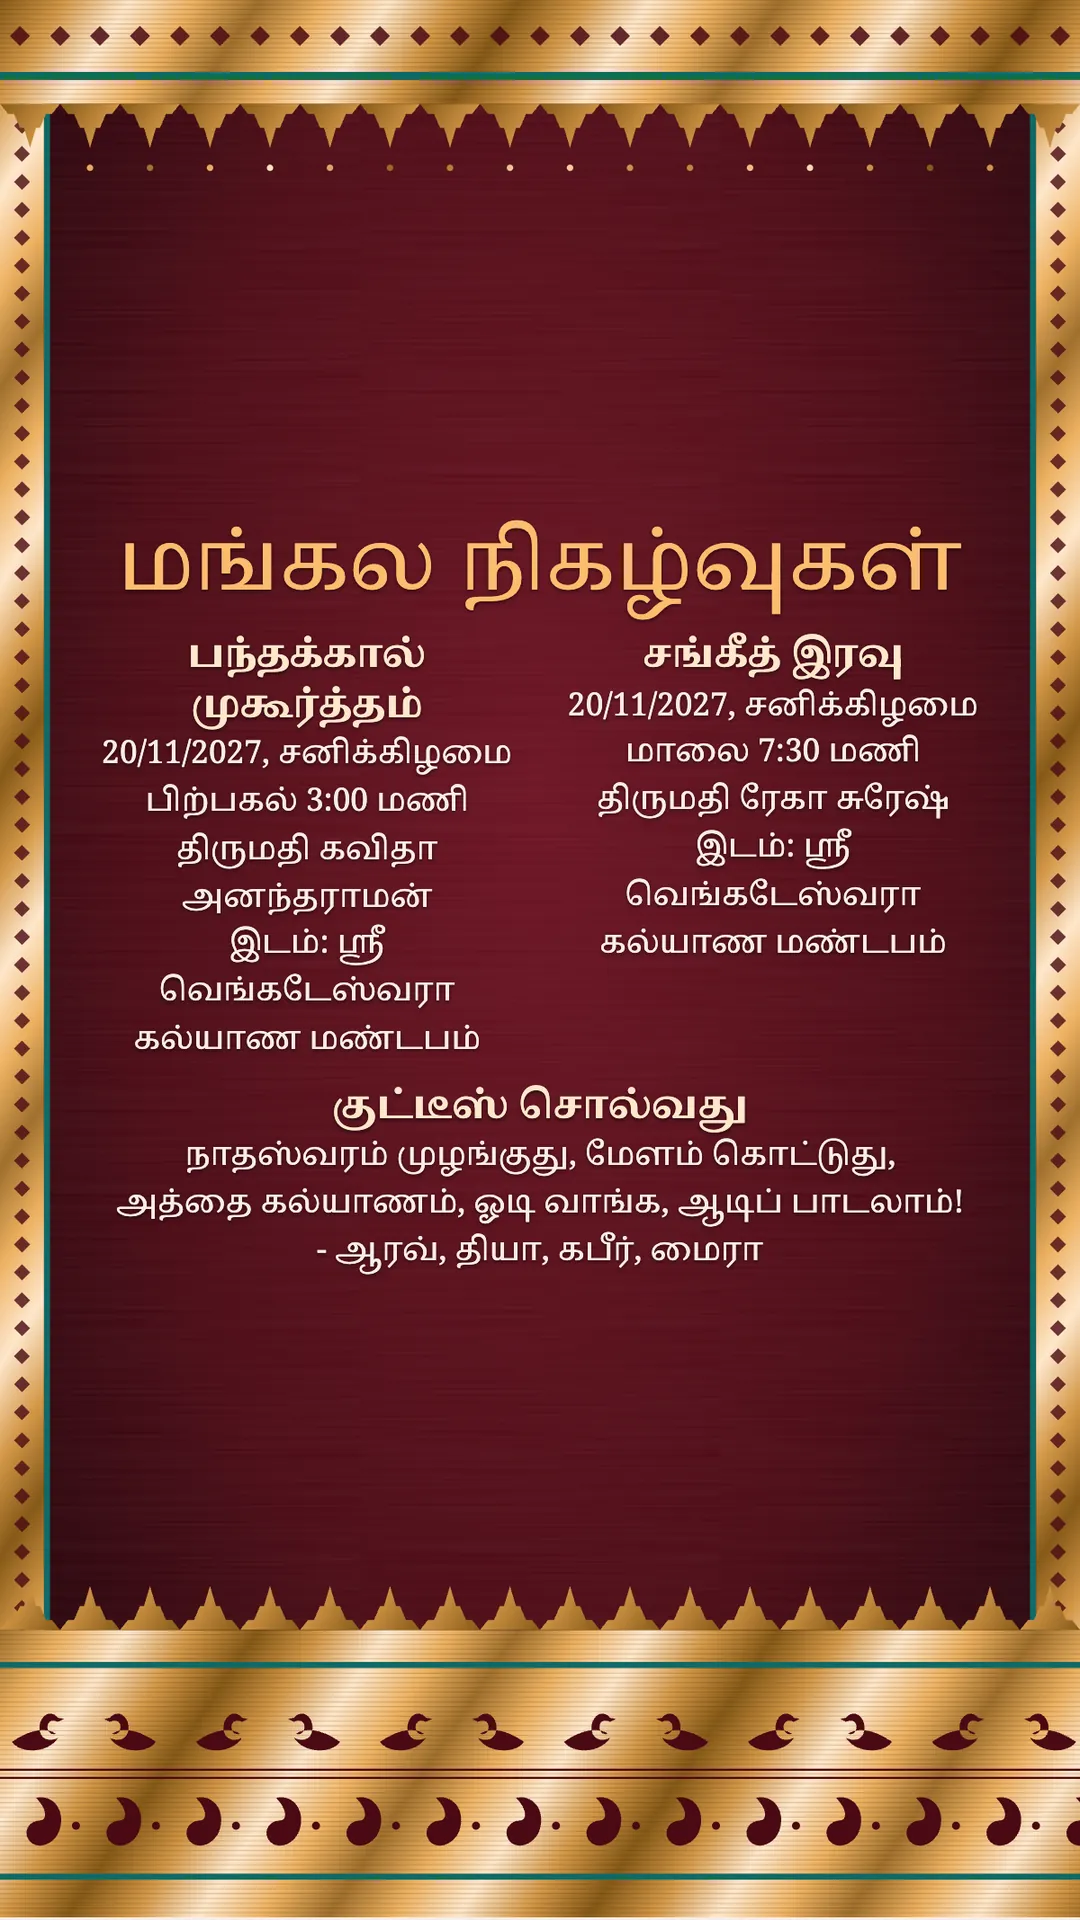 மங்கல நிகழ்வுகள்
பந்தக்கால்
முகூர்த்தம்
20/11/2027, சனிக்கிழமை
பிற்பகல் 3:00 மணி
திருமதி கவிதா
அனந்தராமன்
இடம்: ஸ்ரீ
வெங்கடேஸ்வரா
கல்யாண மண்டபம்
சங்கீத் இரவு
20/11/2027, சனிக்கிழமை
மாலை 7:30 மணி
திருமதி ரேகா சுரேஷ்
இடம்: ஸ்ரீ
வெங்கடேஸ்வரா
கல்யாண மண்டபம்
குட்டீஸ் சொல்வது
நாதஸ்வரம் முழங்குது, மேளம் கொட்டுது,
அத்தை கல்யாணம், ஓடி வாங்க, ஆடிப் பாடலாம்!
- ஆரவ், தியா, கபீர், மைரா